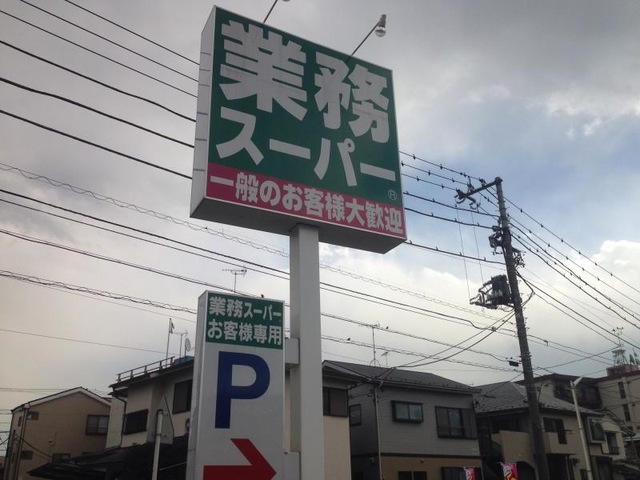 業務
スーパー®
一般のお客様大歓迎
業務スーパー
お客様専用
P